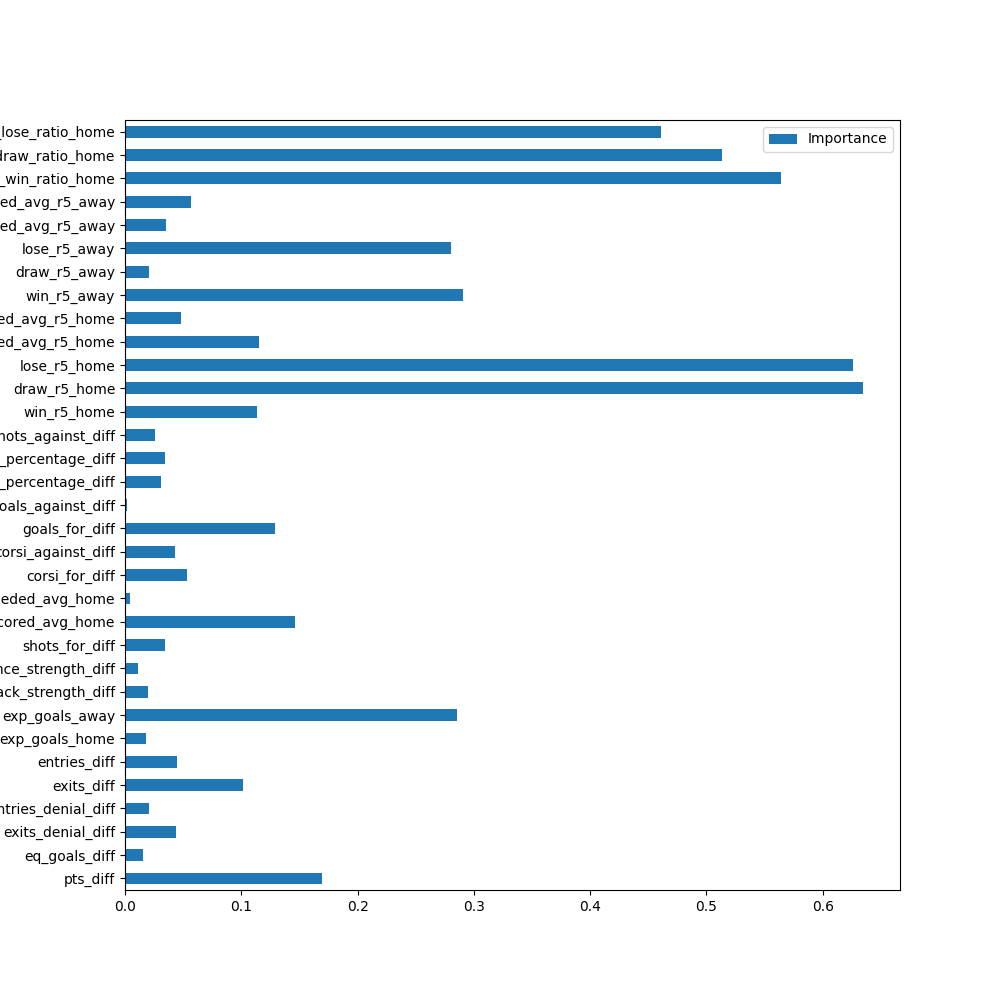 _lose_ratio_home
draw_ratio_home
_win_ratio_home
ed_avg_r5_away
ed_avg_r5_away
lose_r5_away
draw_r5_away
win_r5_away
ed_avg_r5_home
ed_avg_r5_home
lose_r5_home
draw_r5_home
win_r5_home
hots_against_diff
_percentage_diff
_percentage_diff
oals_against_diff
goals_for_diff
corsi_against_diff
corsi_for_diff
eded_avg_home
cored_avg_home
shots_for_diff
nce_strength_diff
ack_strength_diff
exp_goals_away
exp_goals_home
entries_diff
exits_diff
ntries_denial_diff
exits_denial_diff
eq_goals_diff
pts_diff
0.0 0.1 0.2 0.3 0.4 0.5 0.6
Importance